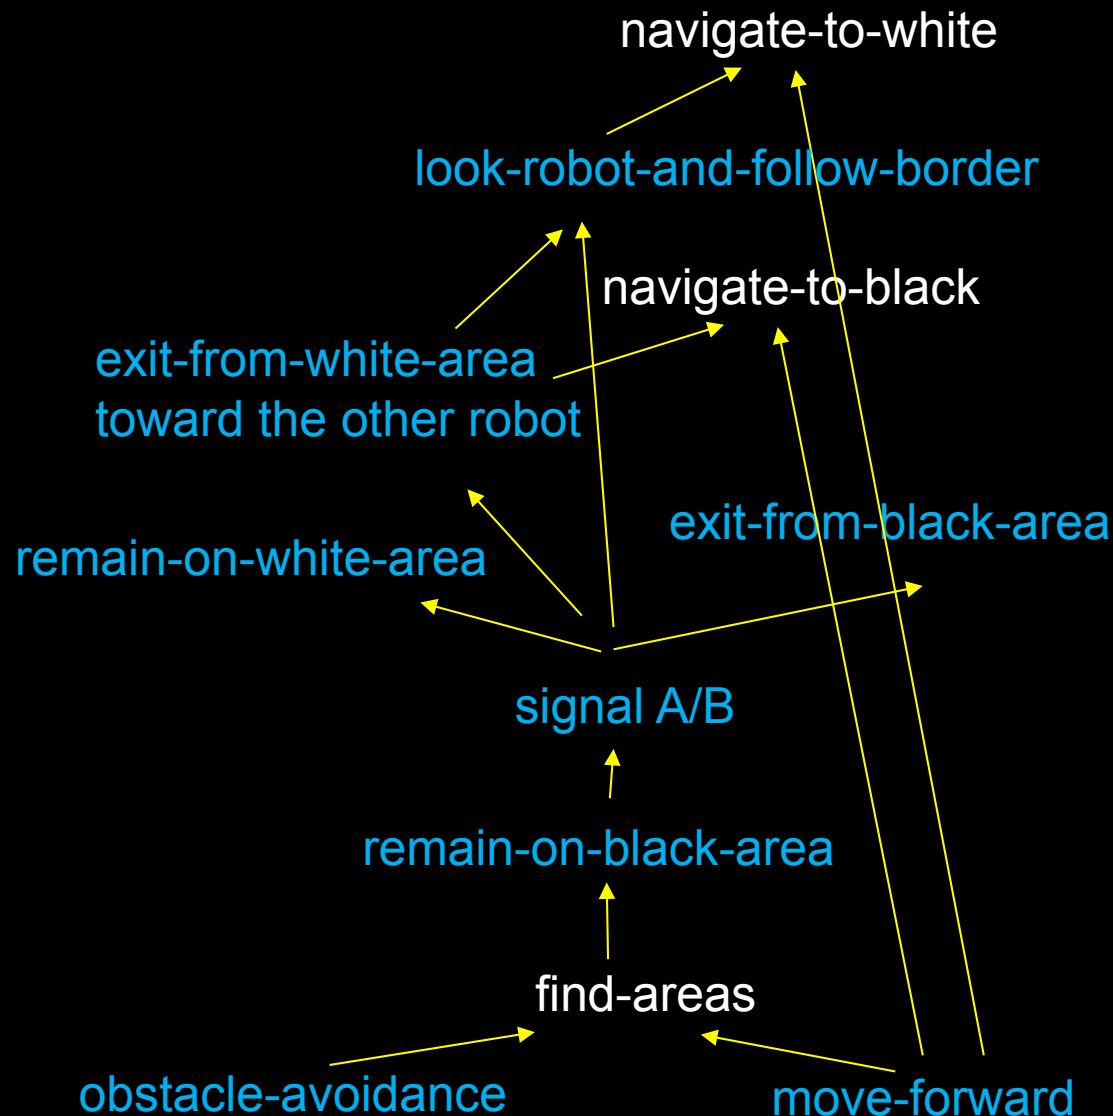 navigate-to-white
look-robot-and-follow-border
navigate-to-black
exit-from-white-area
toward the other robot
exit-from-black-area
remain-on-white-area
signal A/B
remain-on-black-area
find-areas
obstacle-avoidance
move-forward